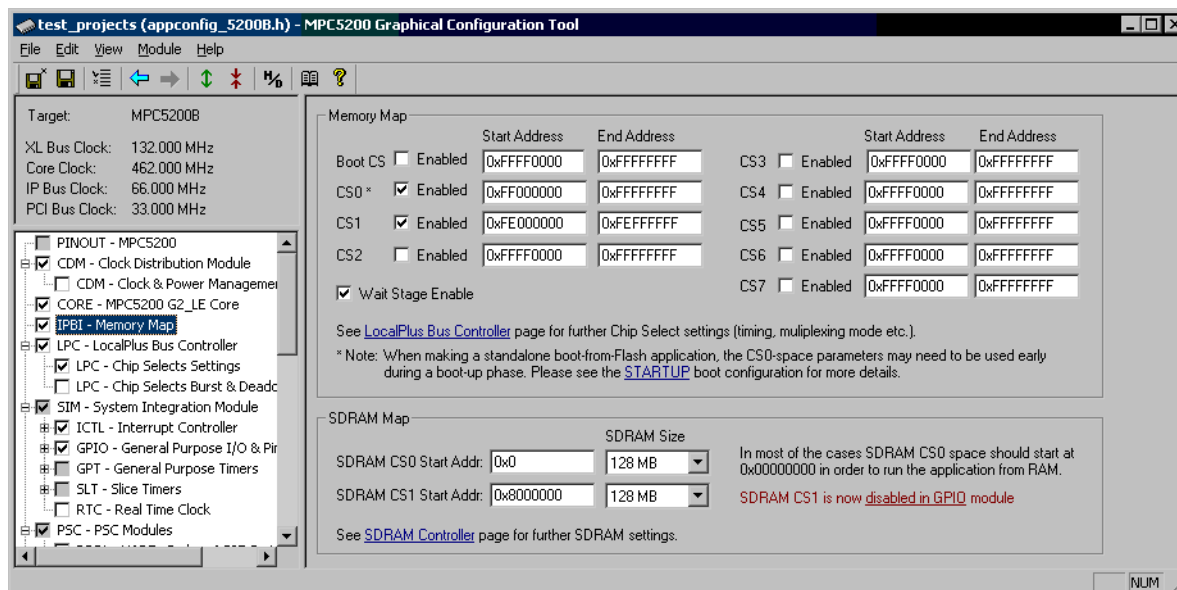 test_projects (appconfig_5200B.h) - MPC5200 Graphical Configuration Tool
File Edit View Module Help
H/D ?
Target: MPC5200B
XL Bus Clock: 132.000 MHz
Core Clock: 462.000 MHz
IP Bus Clock: 66.000 MHz
PCI Bus Clock: 33.000 MHz
PINOUT - MPC5200
CDM - Clock Distribution Module
CDM - Clock & Power Managemen
CORE - MPC5200 G2_LE Core
IPBI - Memory Map
LPC - LocalPlus Bus Controller
LPC - Chip Selects Settings
LPC - Chip Selects Burst & Deadc
SIM - System Integration Module
ICTL - Interrupt Controller
GPIO - General Purpose I/O & Pir
GPT - General Purpose Timers
SLT - Slice Timers
RTC - Real Time Clock
PSC - PSC Modules
Memory Map
Start Address End Address Start Address End Address
Boot CS Enabled 0xFFFF0000 0xFFFFFFFF CS3 Enabled 0xFFFF0000 0xFFFFFFFF
CS0 * Enabled 0xFF000000 0xFFFFFFFF CS4 Enabled 0xFFFF0000 0xFFFFFFFF
CS1 Enabled 0xFE000000 0xFEFFFFFF CS5 Enabled 0xFFFF0000 0xFFFFFFFF
CS2 Enabled 0xFFFF0000 0xFFFFFFFF CS6 Enabled 0xFFFF0000 0xFFFFFFFF
Wait Stage Enable CS7 Enabled 0xFFFF0000 0xFFFFFFFF
See LocalPlus Bus Controller page for further Chip Select settings (timing, muliplexing mode etc.).
* Note: When making a standalone boot-from-Flash application, the CS0-space parameters may need to be used early
during a boot-up phase. Please see the STARTUP boot configuration for more details.
SDRAM Map
SDRAM Size
SDRAM CS0 Start Addr: 0x0 128 MB
SDRAM CS1 Start Addr: 0x8000000 128 MB
In most of the cases SDRAM CS0 space should start at
0x00000000 in order to run the application from RAM.
SDRAM CS1 is now disabled in GPIO module
See SDRAM Controller page for further SDRAM settings.
NUM